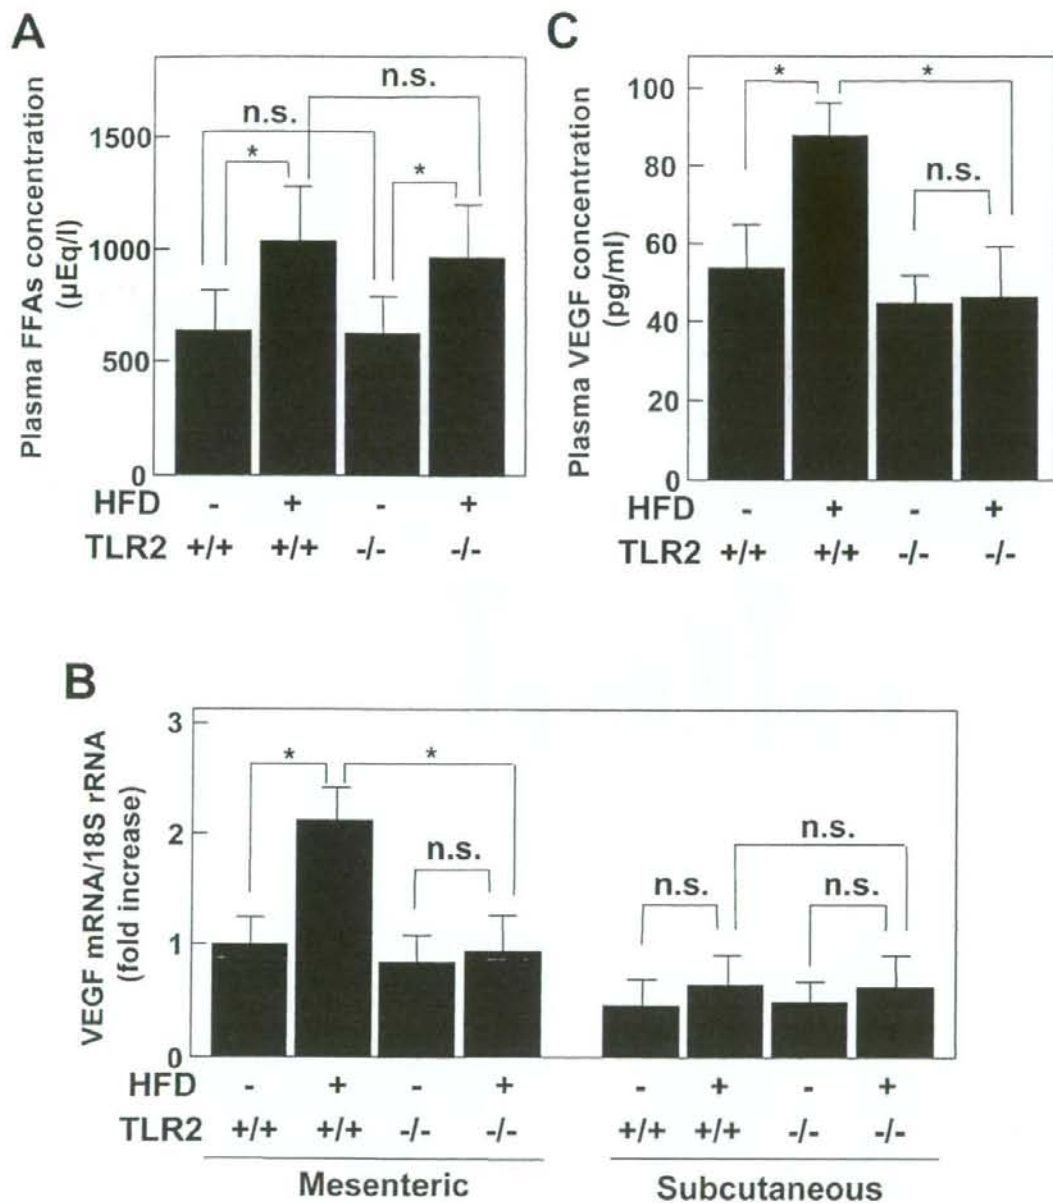 A
Plasma FFAs concentration
(µEq/l)
1500
1000
500
0
n.s.
n.s.
*
*
HFD - + - +
TLR2 +/+ +/+ -/- -/-
C
Plasma VEGF concentration
(pg/ml)
100
80
60
40
20
0
* *
n.s.
HFD - + - +
TLR2 +/+ +/+ -/- -/-
B
VEGF mRNA/18S rRNA
(fold increase)
3
2
1
0
* *
n.s.
n.s.
n.s. n.s.
HFD - + - + - + - +
TLR2 +/+ +/+ -/- -/- +/+ +/+ -/- -/-
Mesenteric Subcutaneous